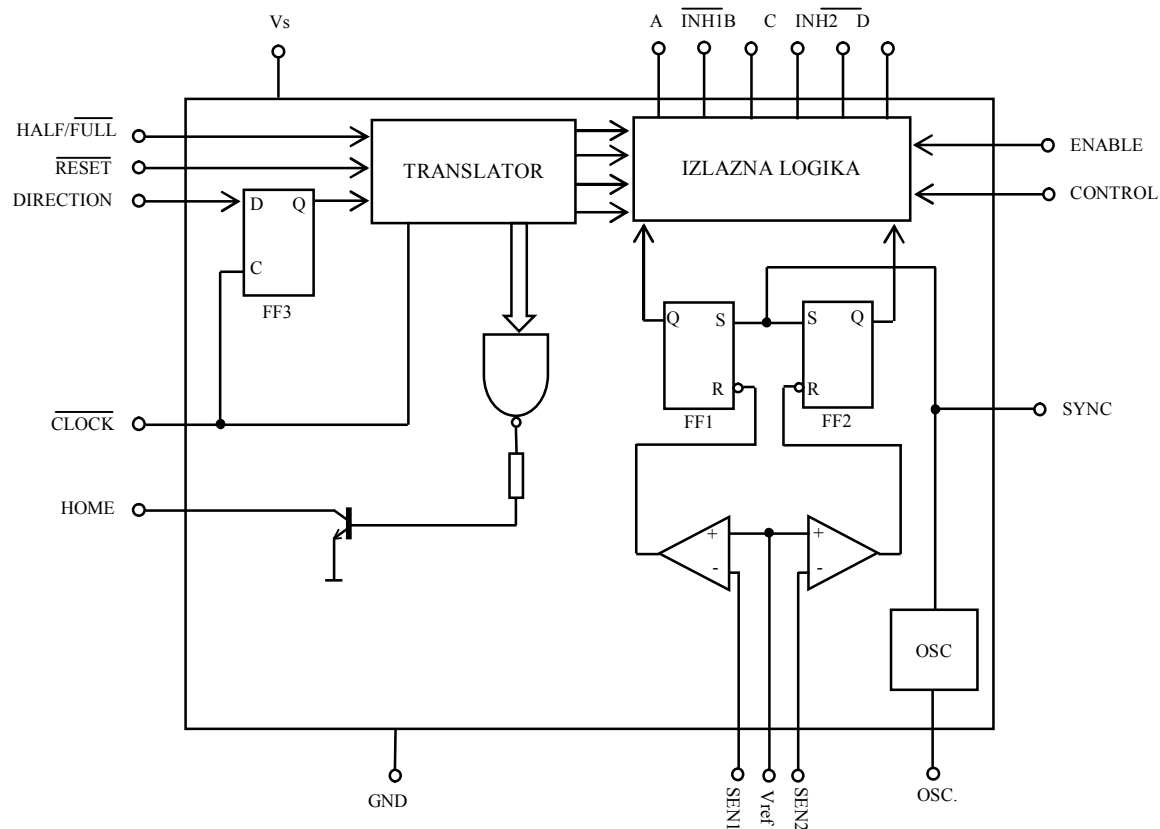 Vs
A INH1B C INH2 D
HALF/FULL
RESET
DIRECTION
TRANSLATOR
IZLAZNA LOGIKA
ENABLE
CONTROL
D Q
C
FF3
Q S
R
FF1
S Q
R
FF2
CLOCK
SYNC
HOME
+
-
+
-
OSC
GND
SEN1
Vref
SEN2
OSC.